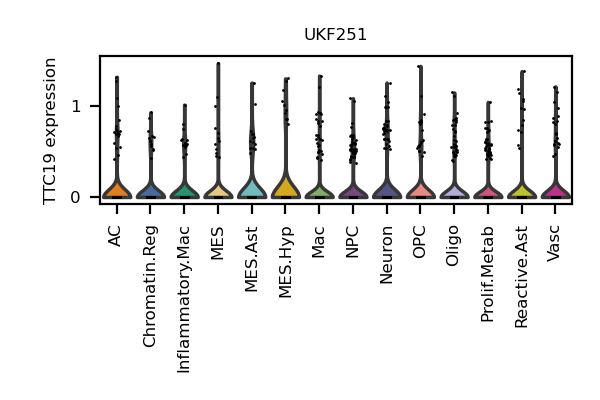 UKF251
TTC19 expression
1
0
AC
Chromatin.Reg
Inflammatory.Mac
MES
MES.Ast
MES.Hyp
Mac
NPC
Neuron
OPC
Oligo
Prolif.Metab
Reactive.Ast
Vasc